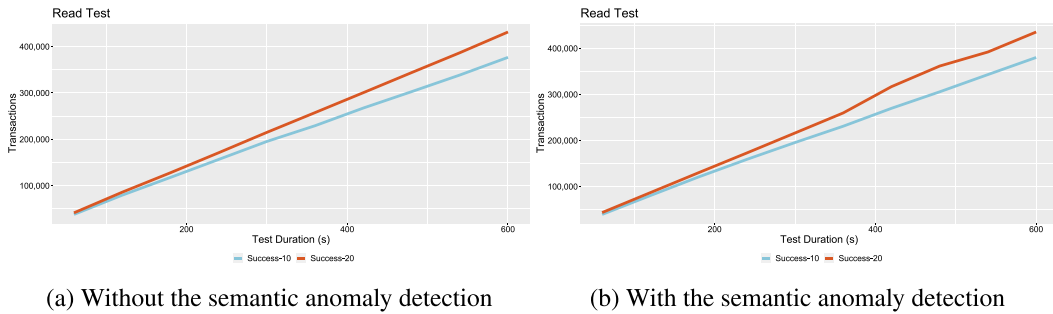 Read Test
400,000
300,000
200,000
100,000
Transactions
200
400
600
Test Duration (s)
Success-10 Success-20
(a) Without the semantic anomaly detection
Read Test
400,000
300,000
200,000
100,000
Transactions
200
400
600
Test Duration (s)
Success-10 Success-20
(b) With the semantic anomaly detection